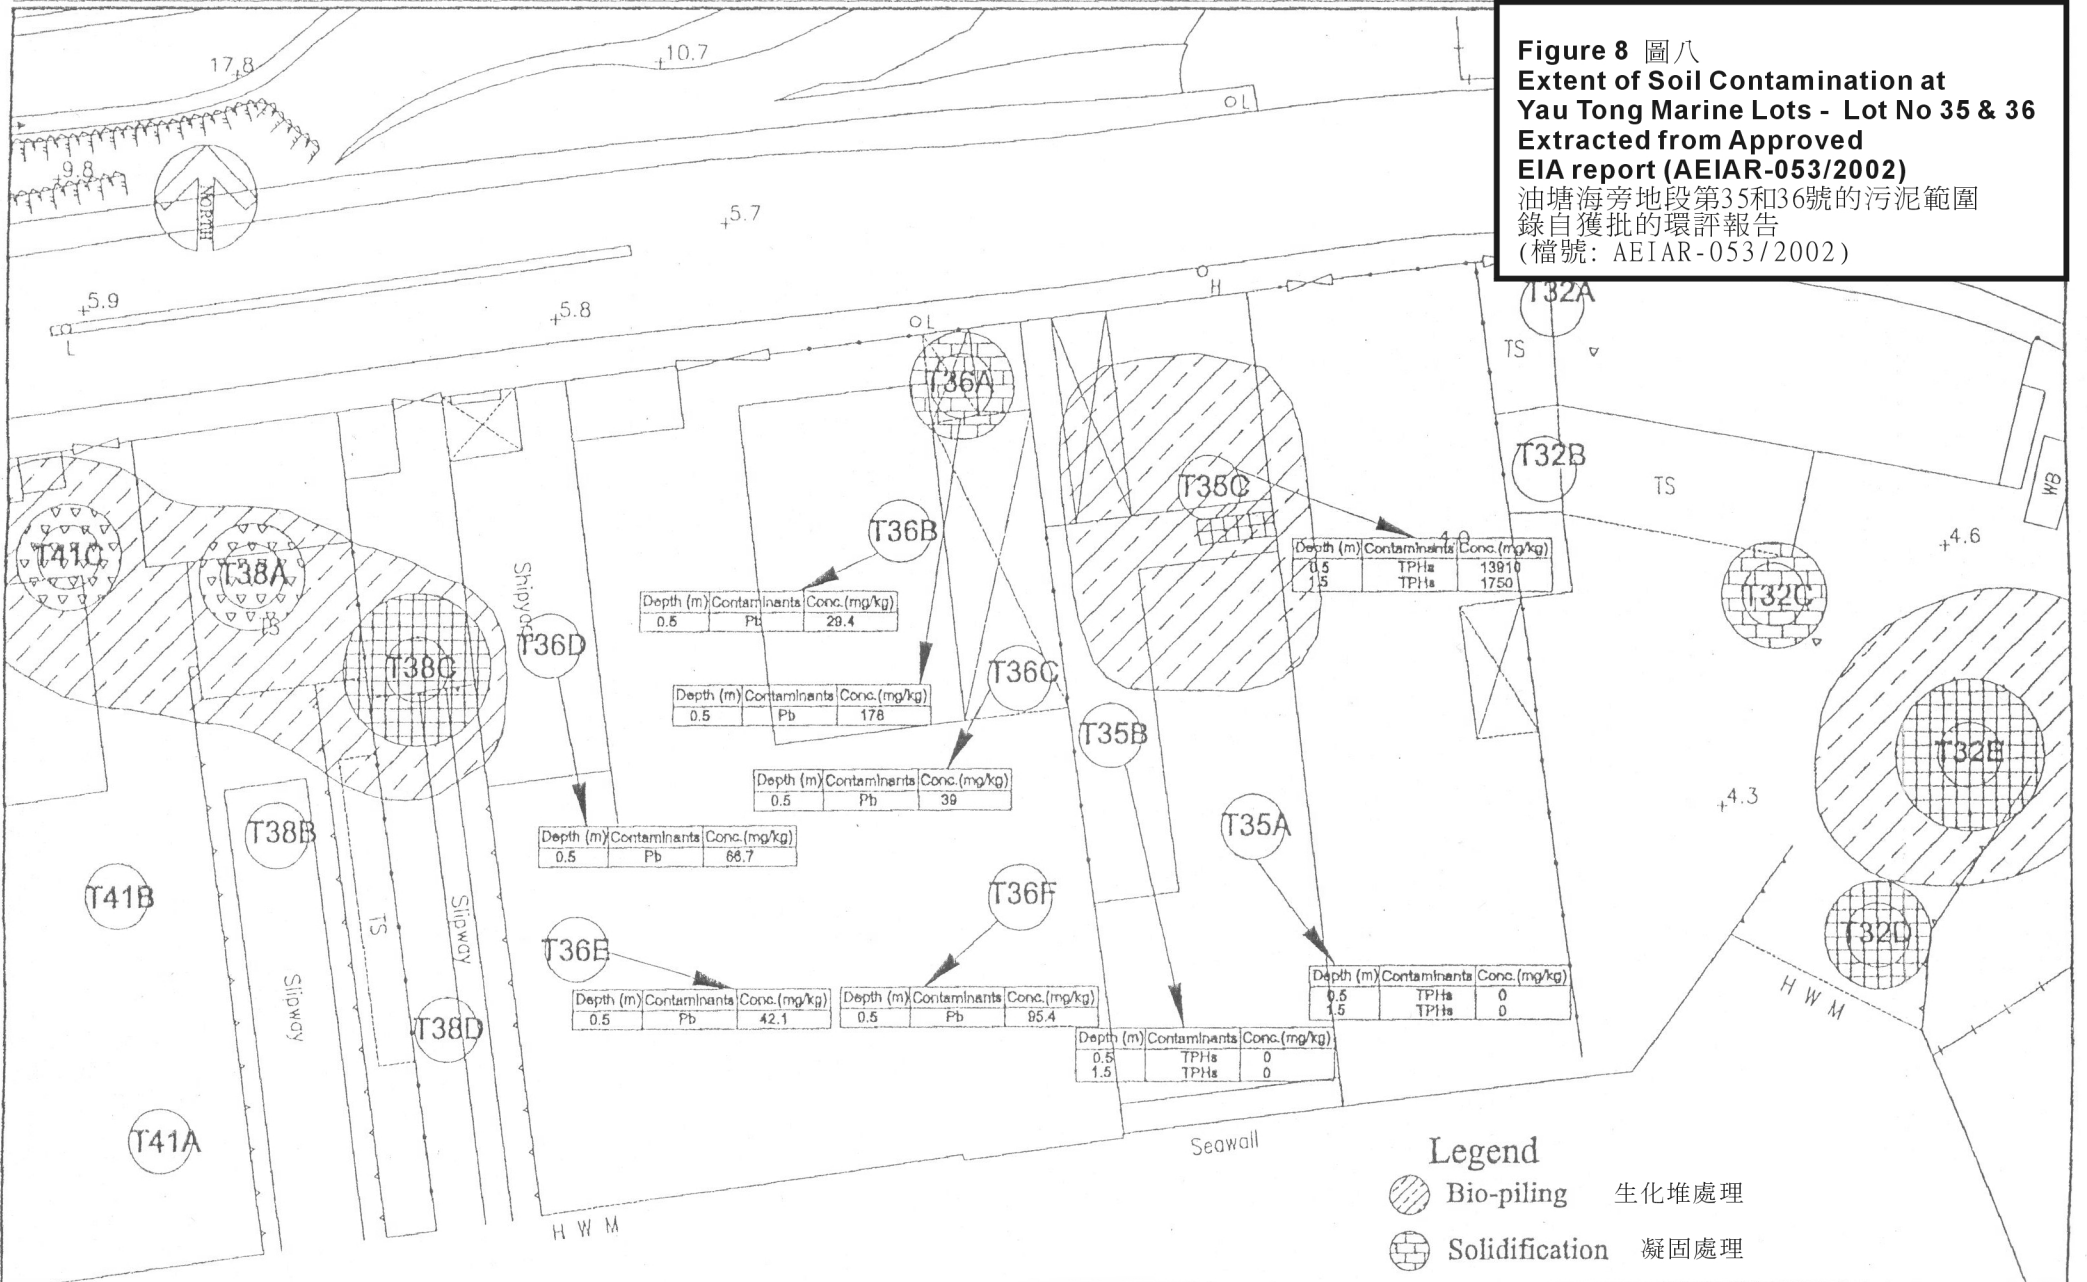 Figure 8 圖八
Extent of Soil Contamination at
Yau Tong Marine Lots - Lot No 35 & 36
Extracted from Approved
EIA report (AEIAR-053/2002)
油塘海旁地段第35和36號的污泥範圍
錄自獲批的環評報告
(檔號: AEIAR-053/2002)
17.8
10.7
9.8
NORTH
OL
5.7
5.9
5.8
L
O
H
OL
T32A
TS
T36A
T32B
TS
WB
T35C
T36B
4.6
T41C
T38A
TS
4.0
Depth (m) Contaminants Conc.(mg/kg)
0.5 TPHs 13910
1.5 TPHs 1750
T32C
Depth (m) Contaminants Conc.(mg/kg)
0.5 Pb 29.4
T36D
T38C
T36C
Depth (m) Contaminants Conc.(mg/kg)
0.5 Pb 178
T35B
T32E
Depth (m) Contaminants Conc.(mg/kg)
0.5 Pb 39
4.3
T38B
T35A
Depth (m) Contaminants Conc.(mg/kg)
0.5 Pb 66.7
T41B
T36F
TS
Slipway
T36E
T32D
Depth (m) Contaminants Conc.(mg/kg)
0.5 TPHs 0
1.5 TPHs 0
H W M
Slipway
Depth (m) Contaminants Conc.(mg/kg)
0.5 Pb 42.1
Depth (m) Contaminants Conc.(mg/kg)
0.5 Pb 95.4
T38D
Depth (m) Contaminants Conc.(mg/kg)
0.5 TPHs 0
1.5 TPHs 0
T41A
Seawall
H W M
Legend
Bio-piling 生化堆處理
Solidification 凝固處理